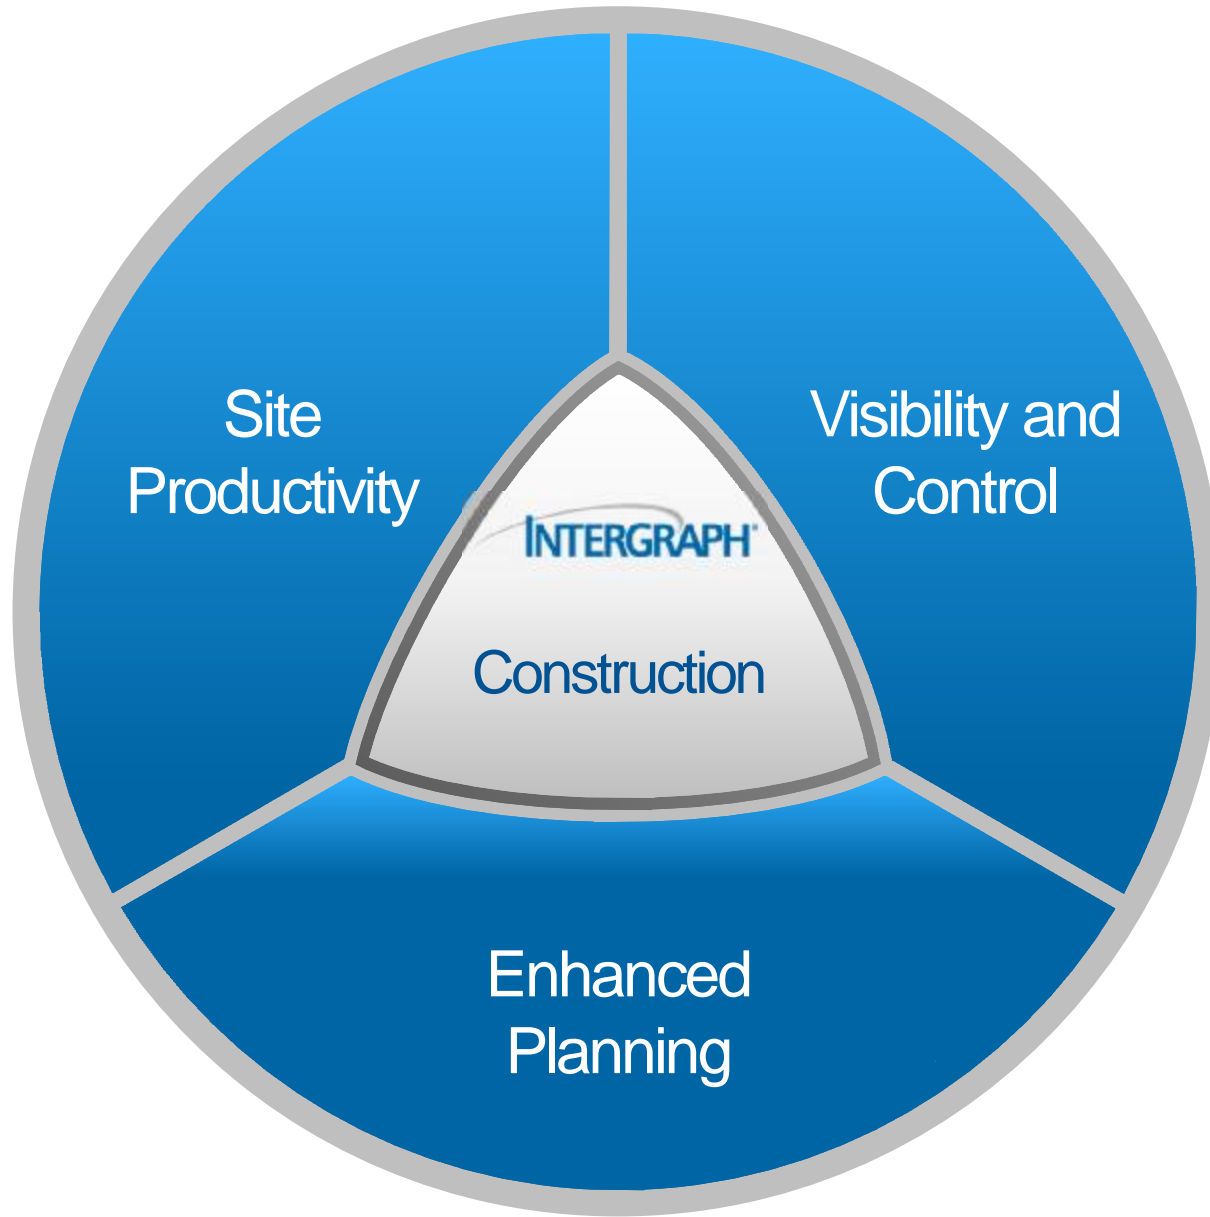 Site
Productivity
Visibility and
Control
INTERGRAPH®
Construction
Enhanced
Planning